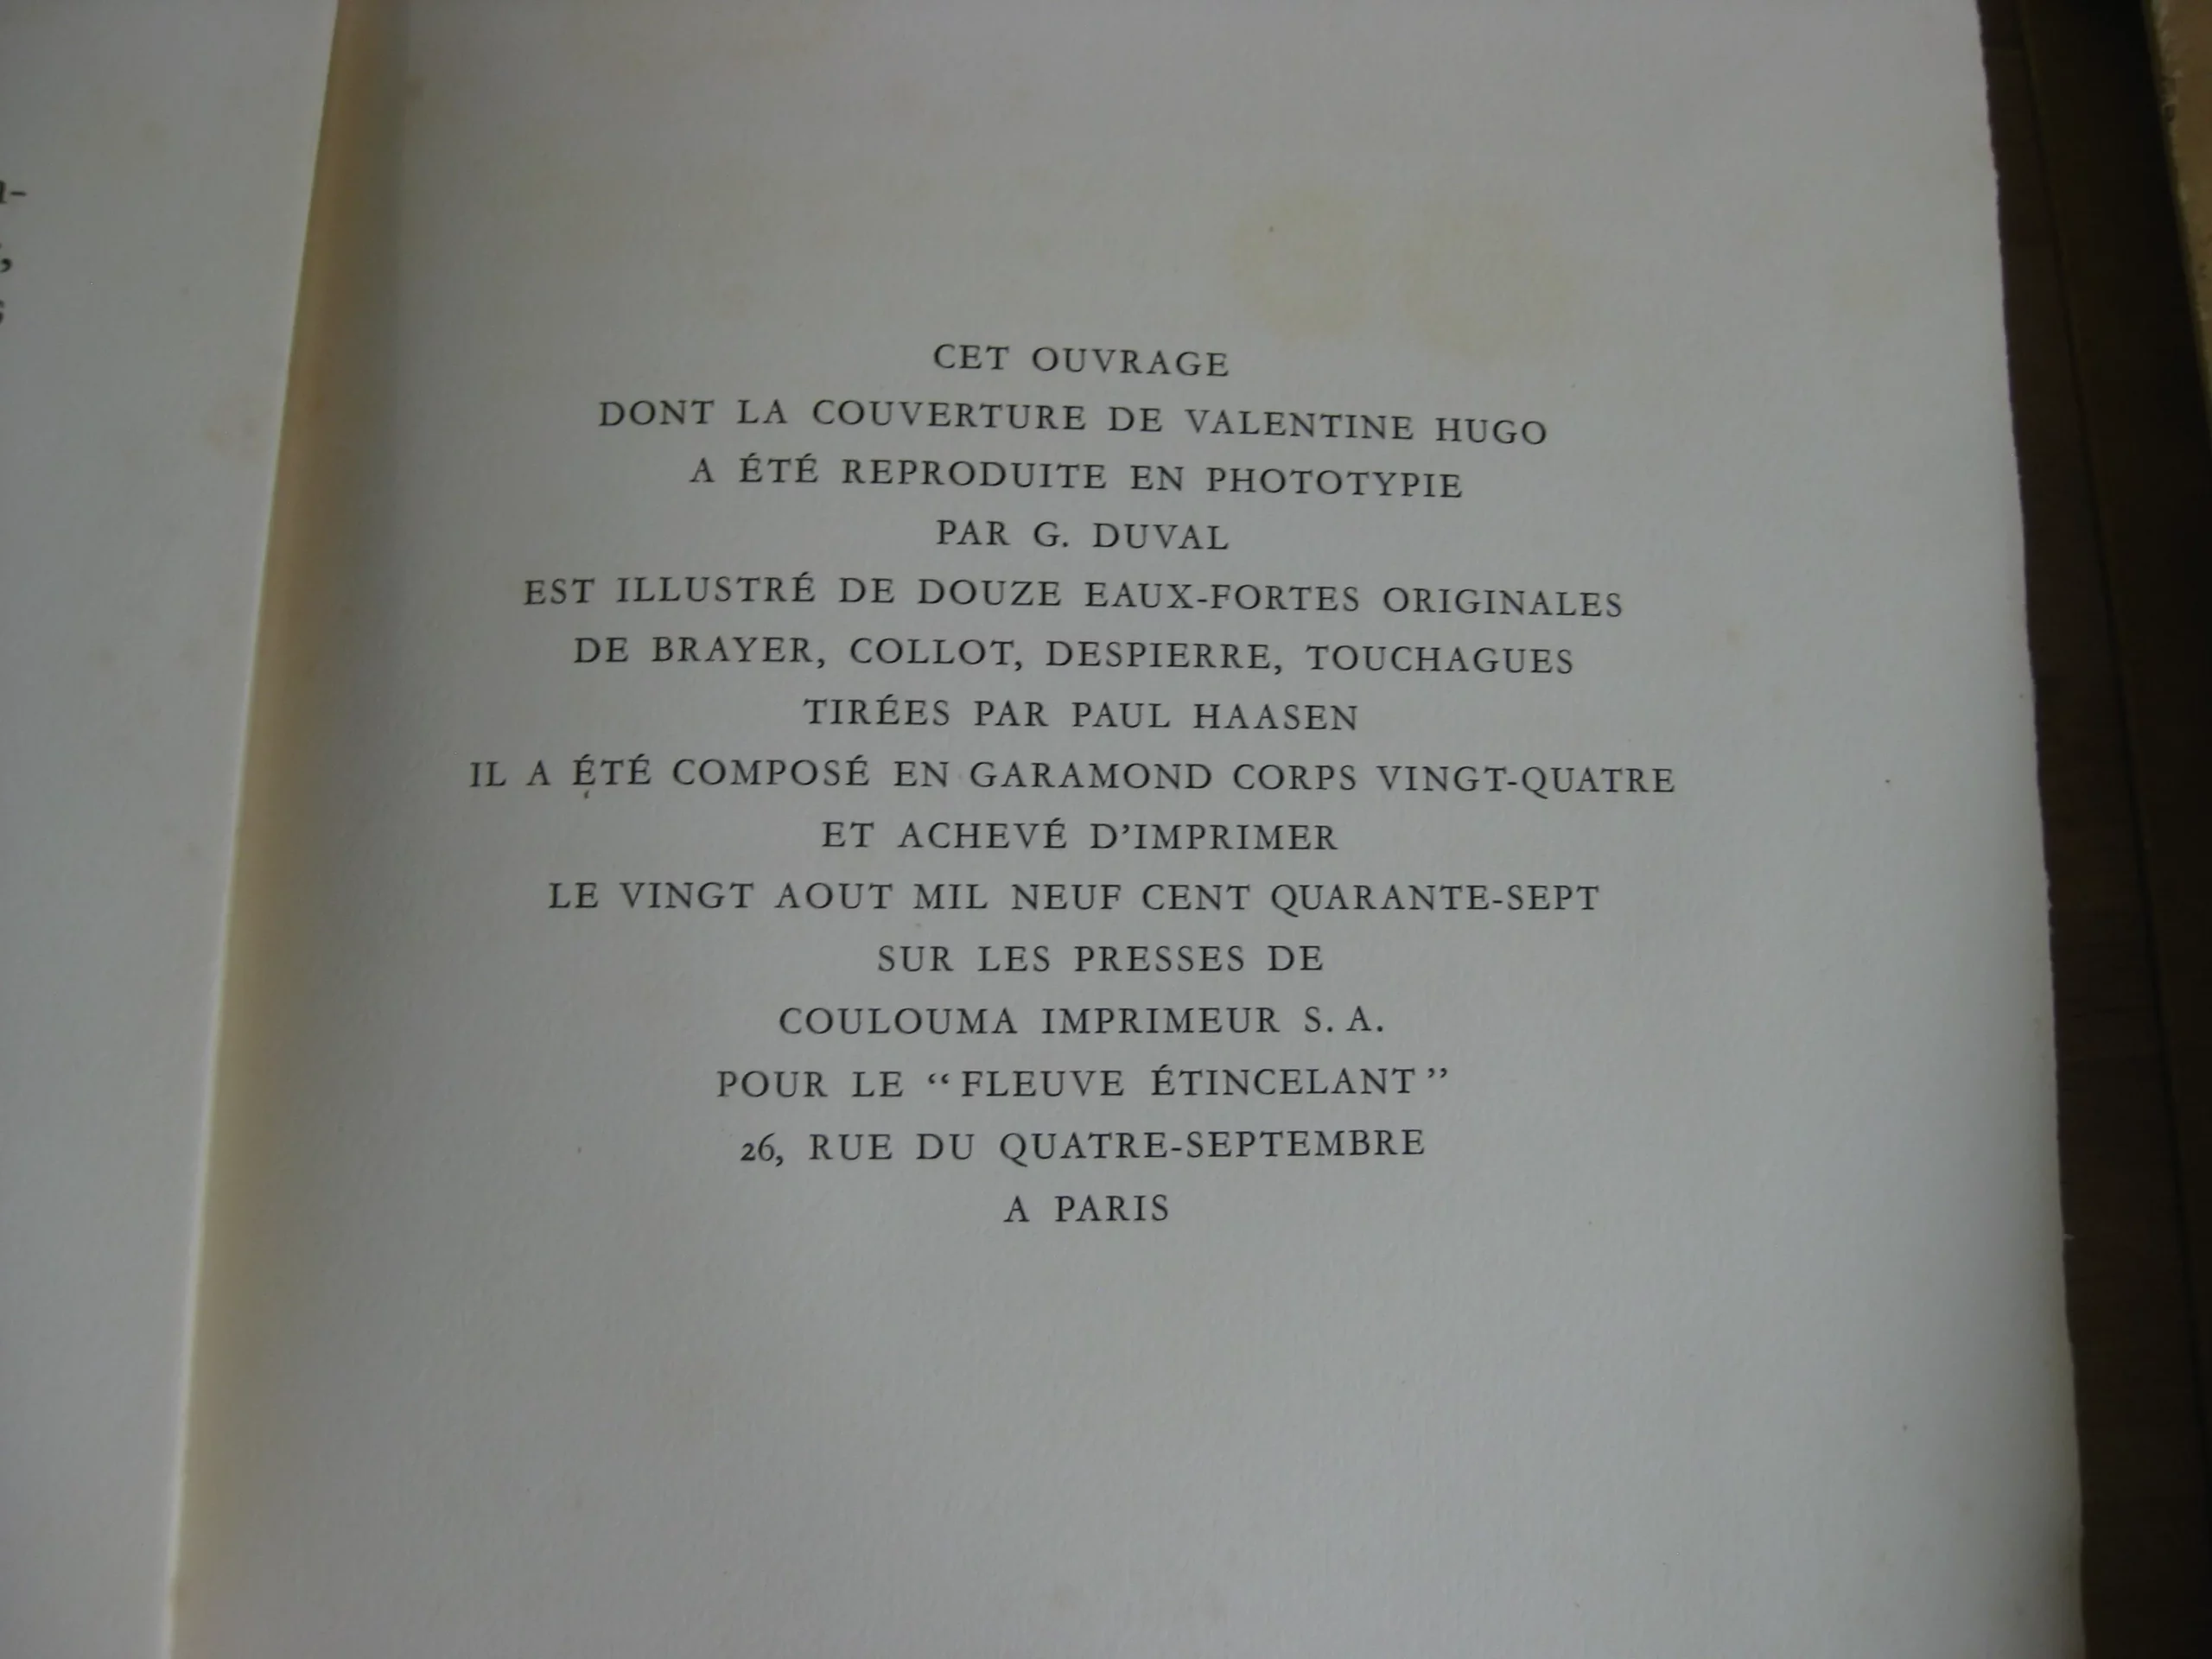 CET OUVRAGE
DONT LA COUVERTURE DE VALENTINE HUGO
A ÉTÉ REPRODUITE EN PHOTOTYPIE
PAR G. DUVAL
EST ILLUSTRÉ DE DOUZE EAUX-FORTES ORIGINALES
DE BRAYER, COLLOT, DESPIERRE, TOUCHAGUES
TIRÉES PAR PAUL HAASEN
IL A ÉTÉ COMPOSÉ EN GARAMOND CORPS VINGT-QUATRE
ET ACHEVÉ D’IMPRIMER
LE VINGT AOUT MIL NEUF CENT QUARANTE-SEPT
SUR LES PRESSES DE
COULOUMA IMPRIMEUR S. A.
POUR LE “ FLEUVE ÉTINCELANT ”
26, RUE DU QUATRE-SEPTEMBRE
A PARIS